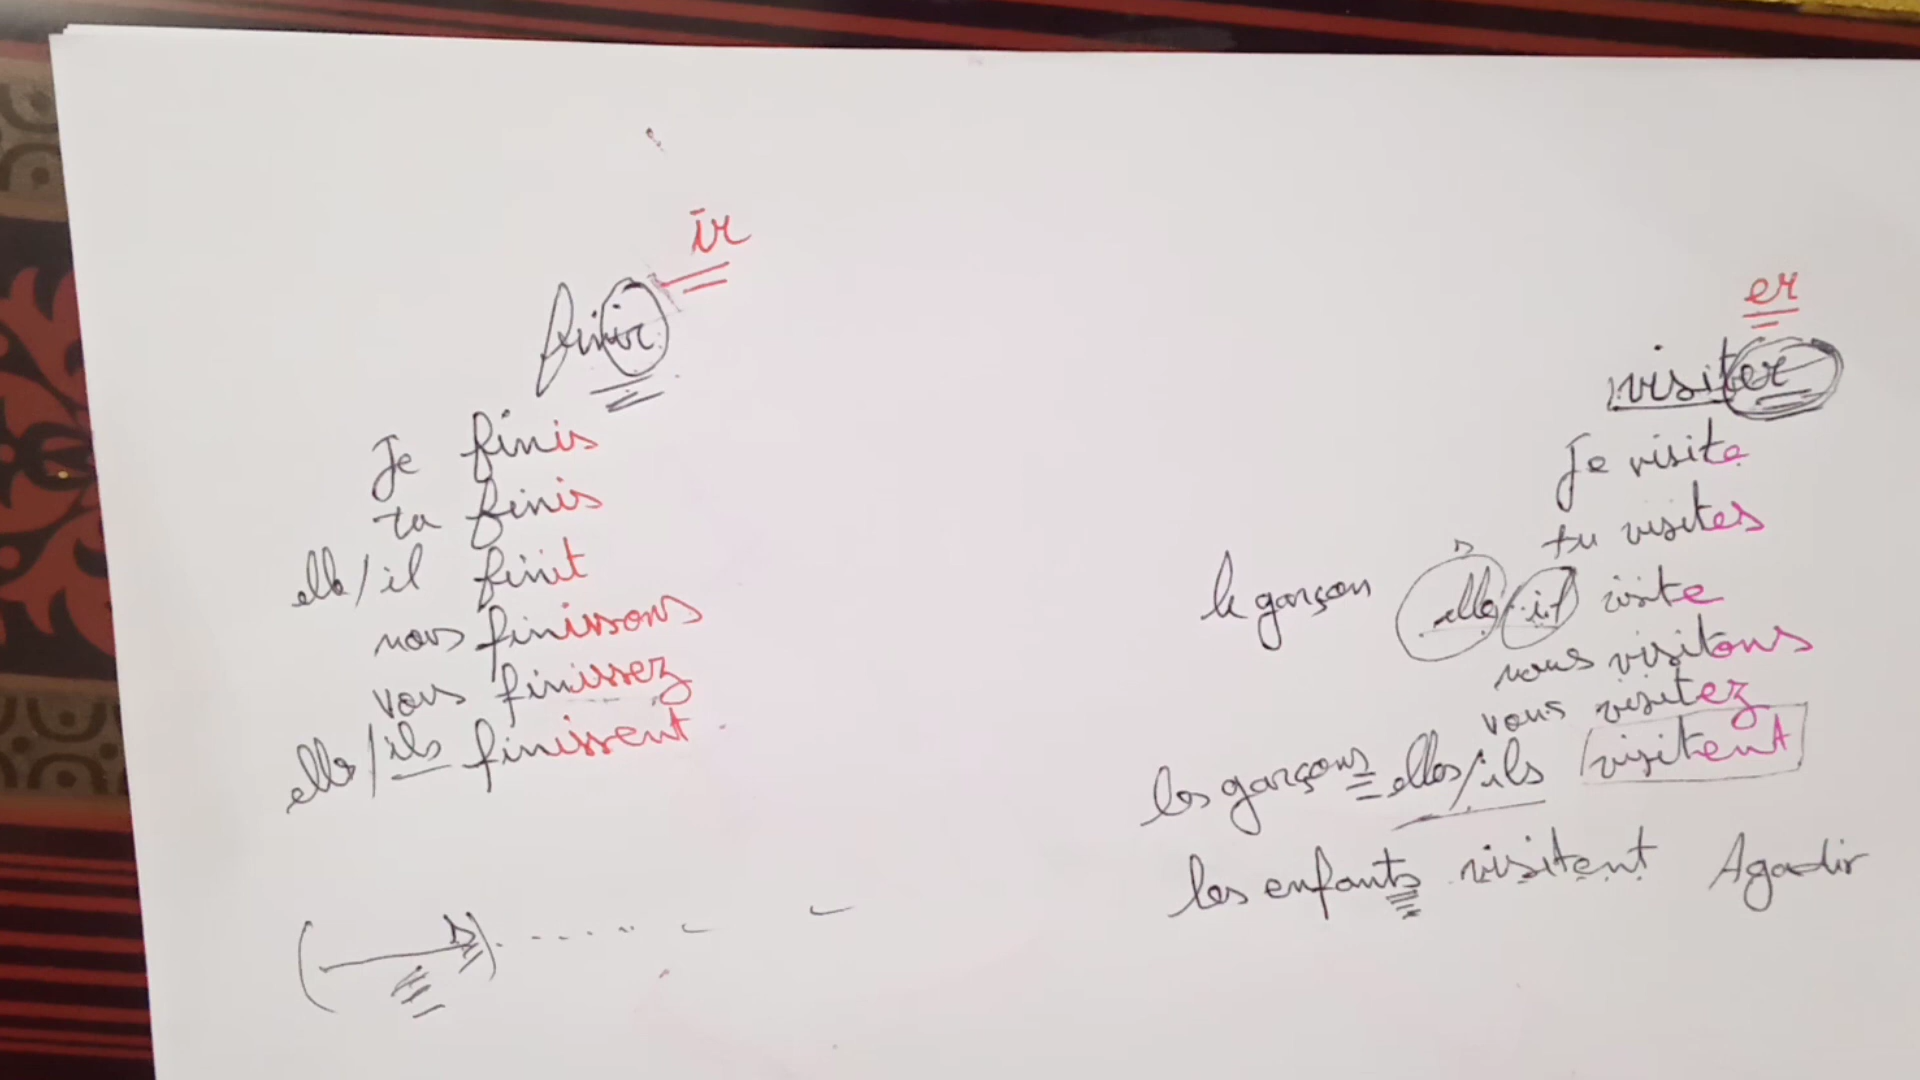 ir
finir
Je finis
tu finis
elle/il finit
nous finissons
vous finissez
elles/ils finissent
er
visiter
Je visite
tu visites
le garçon elle/il visite
nous visitons
vous visitez
les garçons = elles/ils visitent
les enfants visitent Agadir